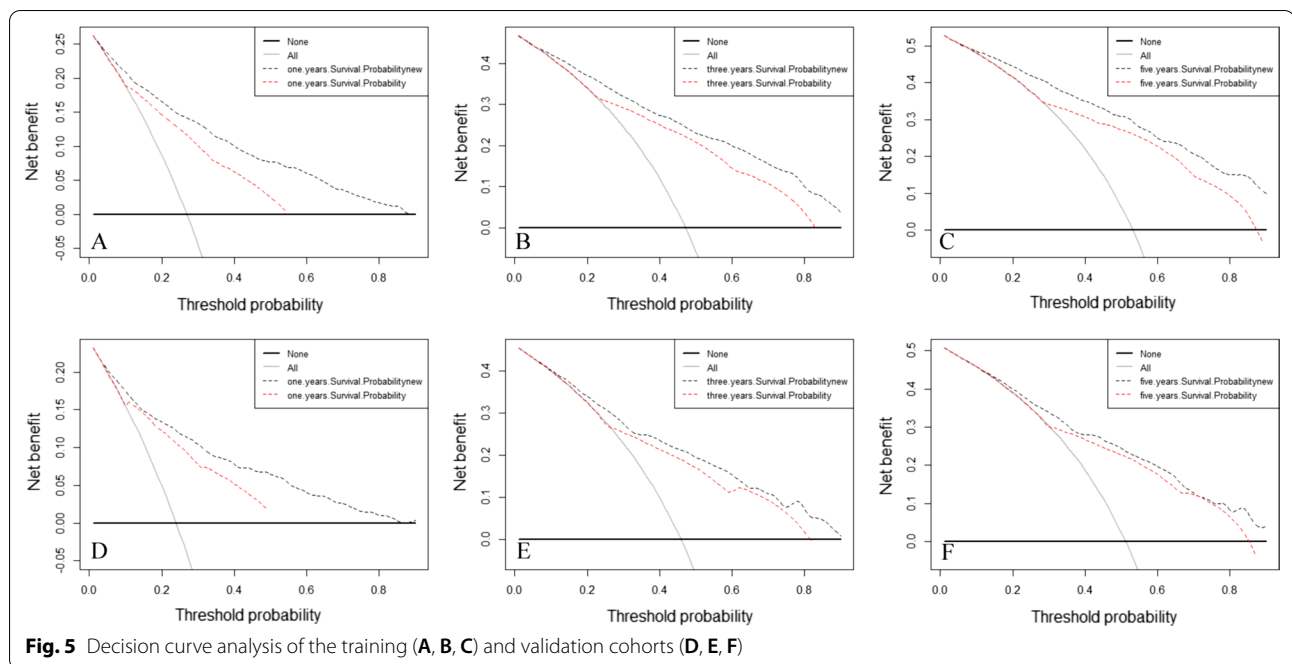 None
All
one.years.Survival.Probabilitynew
one.years.Survival.Probability
Net benefit
-0.05 0.00 0.05 0.10 0.15 0.20 0.25
A
0.0 0.2 0.4 0.6 0.8
Threshold probability
None
All
three.years.Survival.Probabilitynew
three.years.Survival.Probability
Net benefit
0.0 0.1 0.2 0.3 0.4
B
0.0 0.2 0.4 0.6 0.8
Threshold probability
None
All
five.years.Survival.Probabilitynew
five.years.Survival.Probability
Net benefit
0.0 0.1 0.2 0.3 0.4 0.5
C
0.0 0.2 0.4 0.6 0.8
Threshold probability
None
All
one.years.Survival.Probabilitynew
one.years.Survival.Probability
Net benefit
-0.05 0.00 0.05 0.10 0.15 0.20
D
0.0 0.2 0.4 0.6 0.8
Threshold probability
None
All
three.years.Survival.Probabilitynew
three.years.Survival.Probability
Net benefit
0.0 0.1 0.2 0.3 0.4
E
0.0 0.2 0.4 0.6 0.8
Threshold probability
None
All
five.years.Survival.Probabilitynew
five.years.Survival.Probability
Net benefit
0.0 0.1 0.2 0.3 0.4 0.5
F
0.0 0.2 0.4 0.6 0.8
Threshold probability
Fig. 5 Decision curve analysis of the training (A, B, C) and validation cohorts (D, E, F)